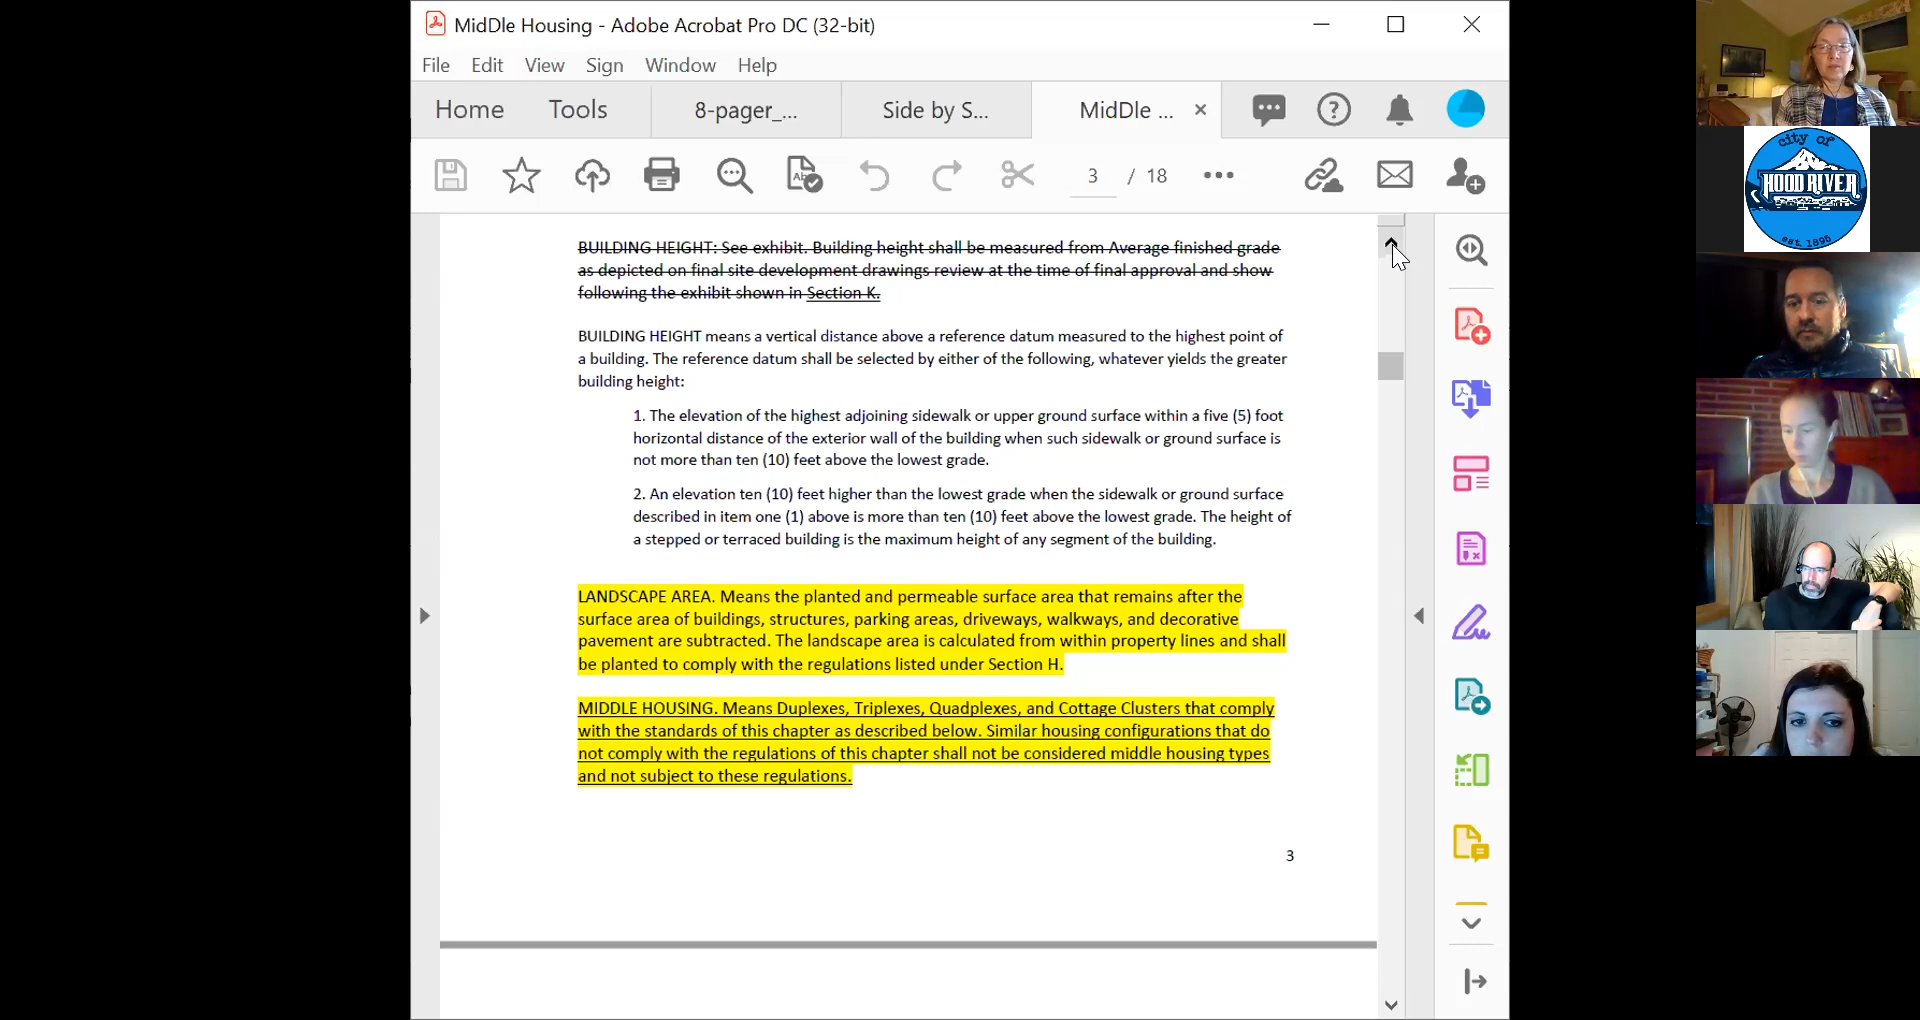 MidDle Housing - Adobe Acrobat Pro DC (32-bit)
File Edit View Sign Window Help
Home Tools 8-pager_... Side by S... MidDle ... ×
3 / 18
BUILDING HEIGHT: See exhibit. Building height shall be measured from Average finished grade
as depicted on final site development drawings review at the time of final approval and show
following the exhibit shown in Section K.
BUILDING HEIGHT means a vertical distance above a reference datum measured to the highest point of
a building. The reference datum shall be selected by either of the following, whatever yields the greater
building height:
1. The elevation of the highest adjoining sidewalk or upper ground surface within a five (5) foot
horizontal distance of the exterior wall of the building when such sidewalk or ground surface is
not more than ten (10) feet above the lowest grade.
2. An elevation ten (10) feet higher than the lowest grade when the sidewalk or ground surface
described in item one (1) above is more than ten (10) feet above the lowest grade. The height of
a stepped or terraced building is the maximum height of any segment of the building.
LANDSCAPE AREA. Means the planted and permeable surface area that remains after the
surface area of buildings, structures, parking areas, driveways, walkways, and decorative
pavement are subtracted. The landscape area is calculated from within property lines and shall
be planted to comply with the regulations listed under Section H.
MIDDLE HOUSING. Means Duplexes, Triplexes, Quadplexes, and Cottage Clusters that comply
with the standards of this chapter as described below. Similar housing configurations that do
not comply with the regulations of this chapter shall not be considered middle housing types
and not subject to these regulations.
3
city of
HOOD RIVER
est. 1895